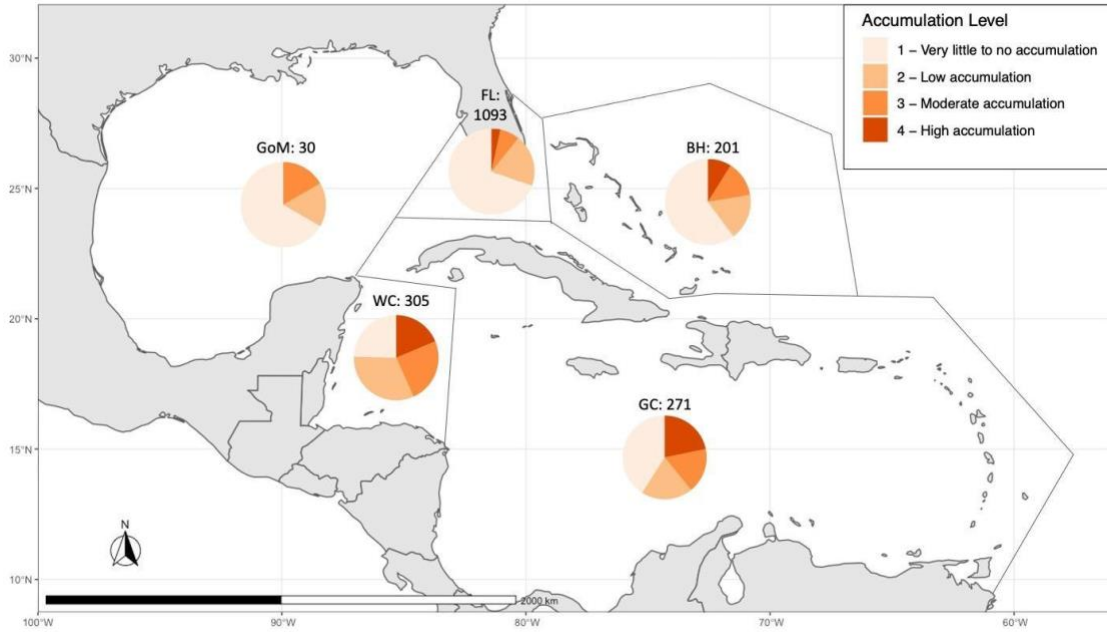 Accumulation Level
1 – Very little to no accumulation
2 – Low accumulation
3 – Moderate accumulation
4 – High accumulation
30°N
FL:
1093
GoM: 30
BH: 201
25°N
20°N
WC: 305
GC: 271
15°N
N
10°N
2000 km
100°W
90°W
80°W
70°W
60°W